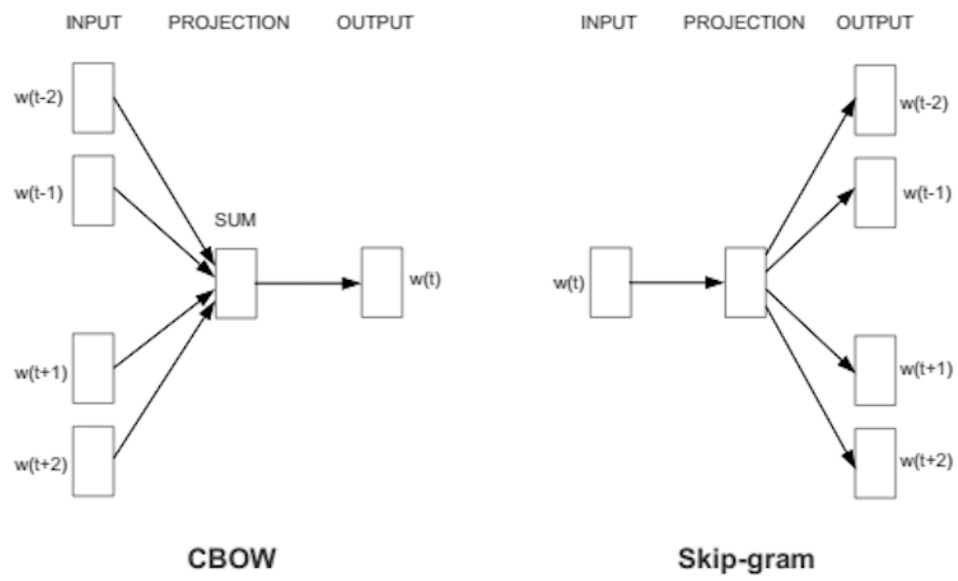 INPUT PROJECTION OUTPUT
w(t-2)
w(t-1)
SUM
w(t)
w(t+1)
w(t+2)
CBOW
INPUT PROJECTION OUTPUT
w(t-2)
w(t-1)
w(t)
w(t+1)
w(t+2)
Skip-gram